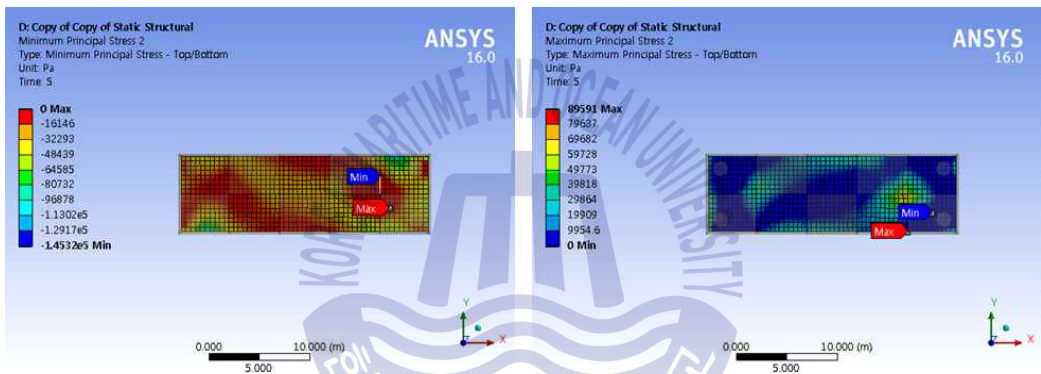 D: Copy of Copy of Static Structural
Minimum Principal Stress 2
Type: Minimum Principal Stress - Top/Bottom
Unit: Pa
Time: 5
ANSYS
16.0
0 Max
-16146
-32293
-48439
-64585
-80732
-96878
-1.1302e5
-1.2917e5
-1.4532e5 Min
Min
Max
Y
X
0.000
10.000 (m)
5.000
D: Copy of Copy of Static Structural
Maximum Principal Stress 2
Type: Maximum Principal Stress - Top/Bottom
Unit: Pa
Time: 5
ANSYS
16.0
89591 Max
79637
69682
59728
49773
39818
29864
19909
9954.6
0 Min
Min
Max
Y
X
0.000
10.000 (m)
5.000
MARITIME AND OCEAN UNIVERSITY